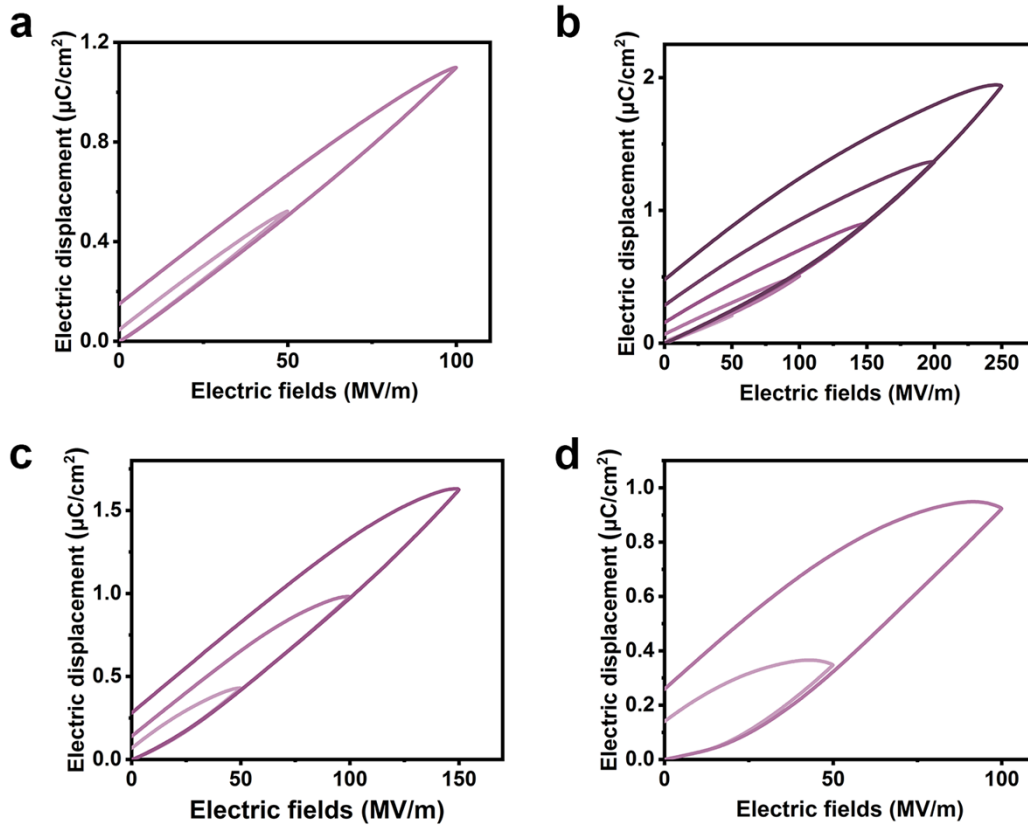 a
Electric displacement (μC/cm²)
1.2
0.8
0.4
0.0
0
50
100
Electric fields (MV/m)
b
Electric displacement (μC/cm²)
2
1
0
0
50
100
150
200
250
Electric fields (MV/m)
c
Electric displacement (μC/cm²)
1.5
1.0
0.5
0.0
0
50
100
150
Electric fields (MV/m)
d
Electric displacement (μC/cm²)
1.0
0.8
0.6
0.4
0.2
0.0
0
50
100
Electric fields (MV/m)